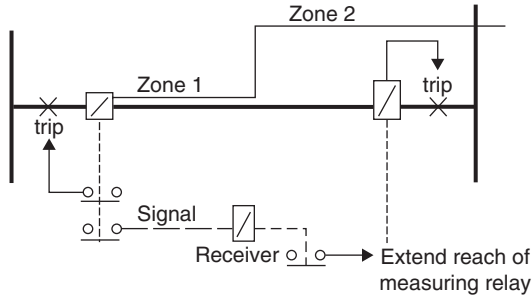 Zone 2
Zone 1
trip
trip
Signal
Receiver
Extend reach of
measuring relay